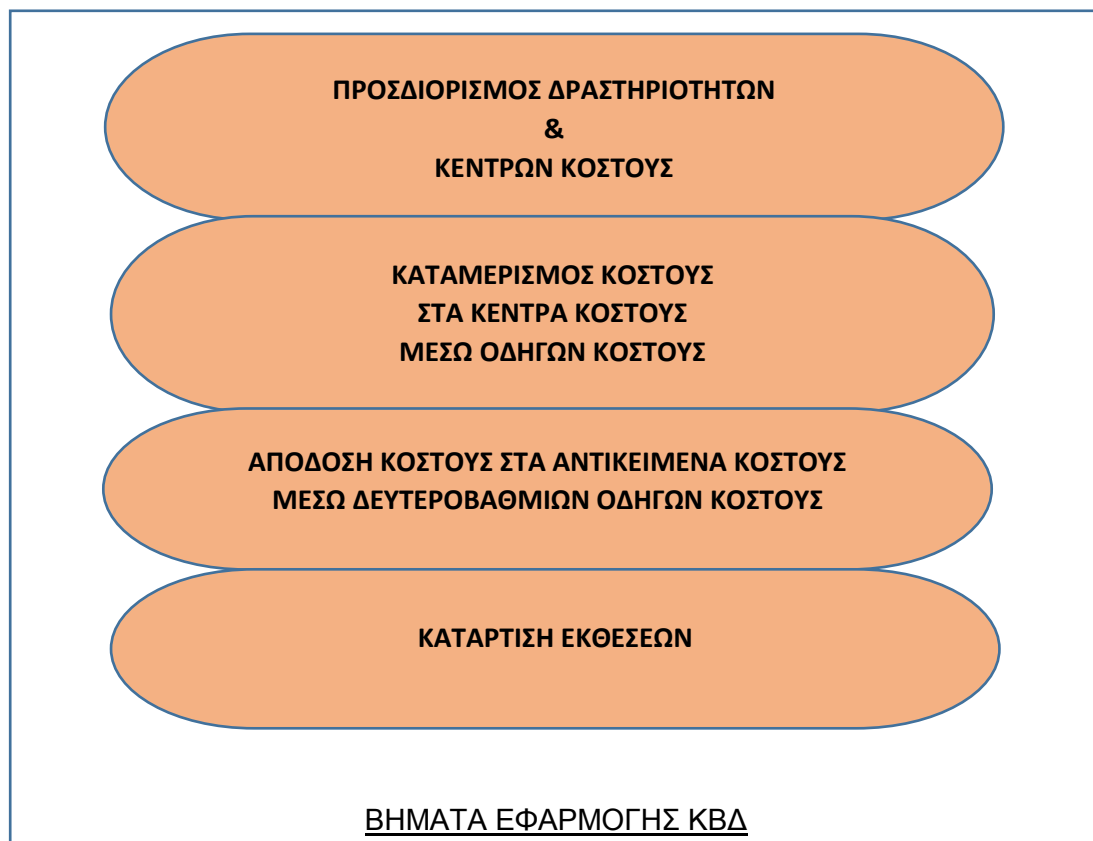 ΠΡΟΣΔΙΟΡΙΣΜΟΣ ΔΡΑΣΤΗΡΙΟΤΗΤΩΝ
&
ΚΕΝΤΡΩΝ ΚΟΣΤΟΥΣ
ΚΑΤΑΜΕΡΙΣΜΟΣ ΚΟΣΤΟΥΣ
ΣΤΑ ΚΕΝΤΡΑ ΚΟΣΤΟΥΣ
ΜΕΣΩ ΟΔΗΓΩΝ ΚΟΣΤΟΥΣ
ΑΠΟΔΟΣΗ ΚΟΣΤΟΥΣ ΣΤΑ ΑΝΤΙΚΕΙΜΕΝΑ ΚΟΣΤΟΥΣ
ΜΕΣΩ ΔΕΥΤΕΡΟΒΑΘΜΙΩΝ ΟΔΗΓΩΝ ΚΟΣΤΟΥΣ
ΚΑΤΑΡΤΙΣΗ ΕΚΘΕΣΕΩΝ
ΒΗΜΑΤΑ ΕΦΑΡΜΟΓΗΣ ΚΒΔ